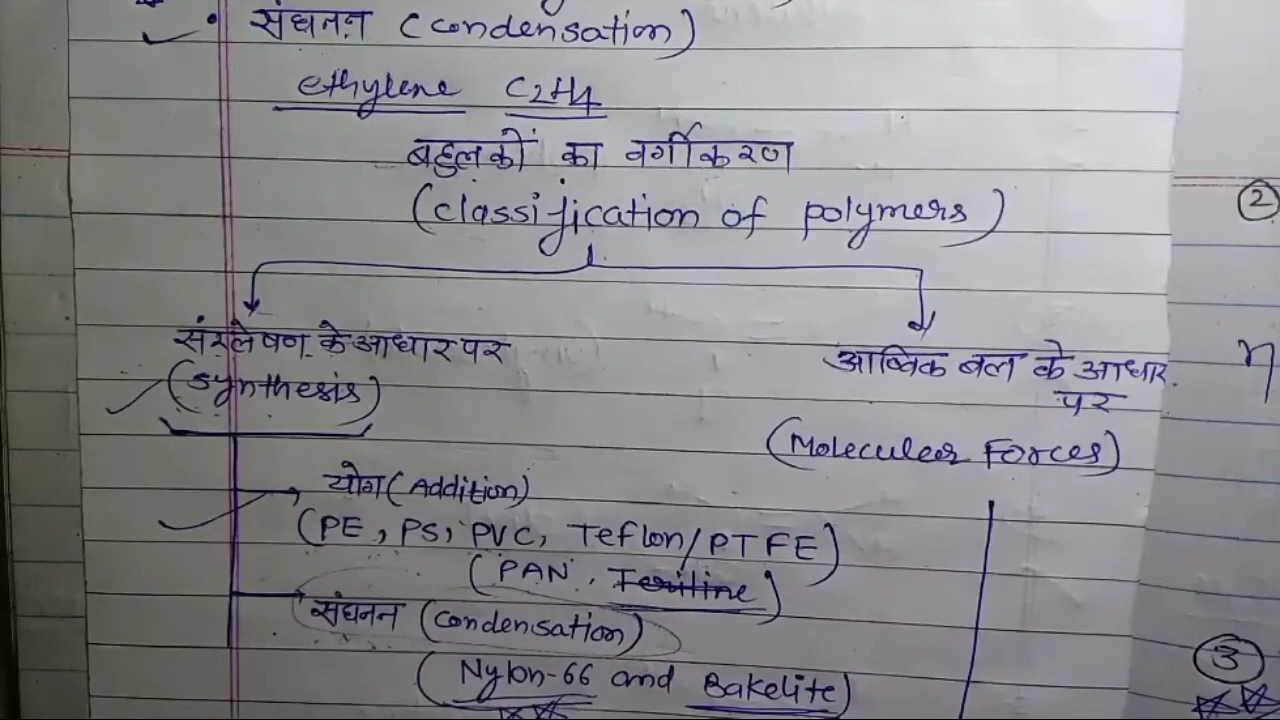 • संघनन (Condensation)
ethylene C2H4
बहुलकों का वर्गीकरण
(classification of polymers)
②
संश्लेषण के आधार पर
(Synthesis)
आण्विक बल के आधार
पर
η
(Moleculer Forces)
योग (Addition)
(PE, PS, PVC, Teflon/PTFE)
(PAN, Teritine)
संघनन (Condensation)
(Nylon-66 and Bakelite)
③